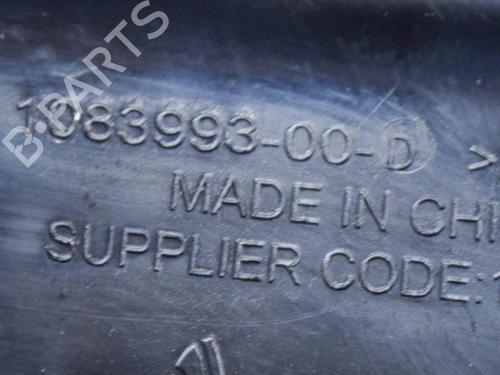 B-PARTS
1083993-00-D >
MADE IN CHI
SUPPLIER CODE: